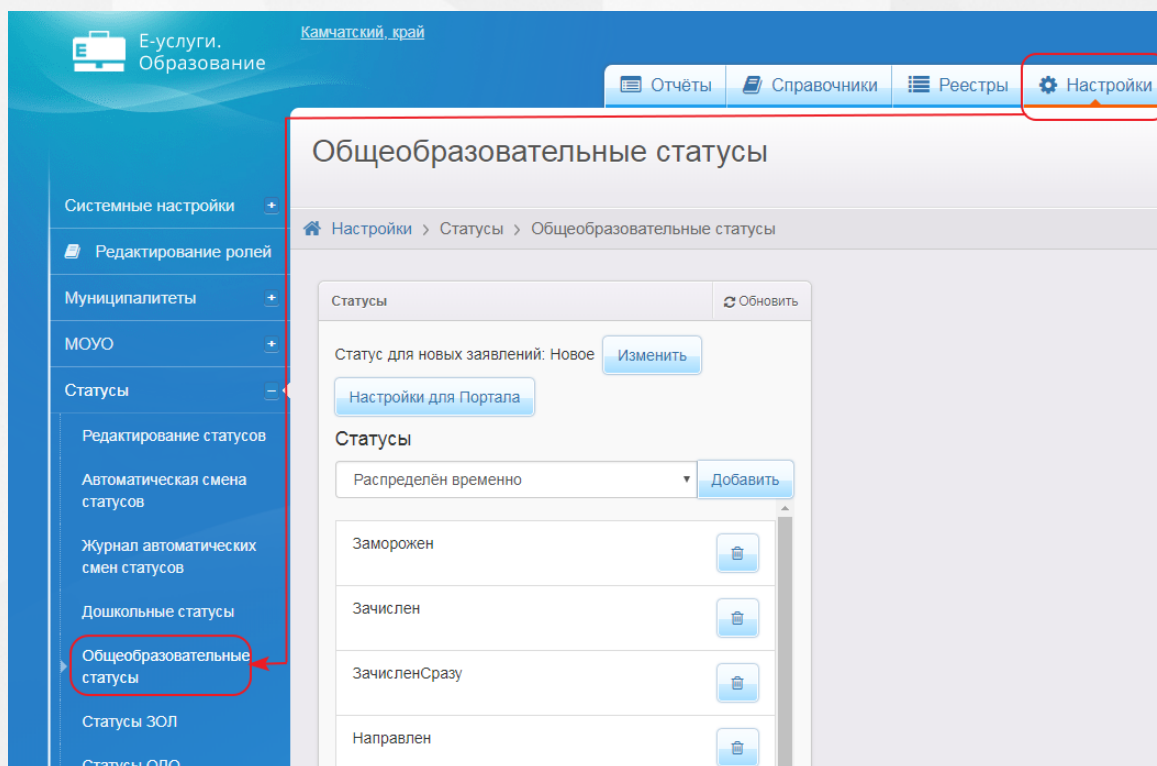 Е-услуги.
Образование
Камчатский, край
Отчёты
Справочники
Реестры
Настройки
Общеобразовательные статусы
Настройки > Статусы > Общеобразовательные статусы
Системные настройки
Редактирование ролей
Муниципалитеты
МОУО
Статусы
Редактирование статусов
Автоматическая смена
статусов
Журнал автоматических
смен статусов
Дошкольные статусы
Общеобразовательные
статусы
Статусы ЗОЛ
Статусы ОДО
Статусы
Обновить
Статус для новых заявлений: Новое
Изменить
Настройки для Портала
Статусы
Распределён временно
Добавить
Заморожен
Зачислен
ЗачисленСразу
Направлен